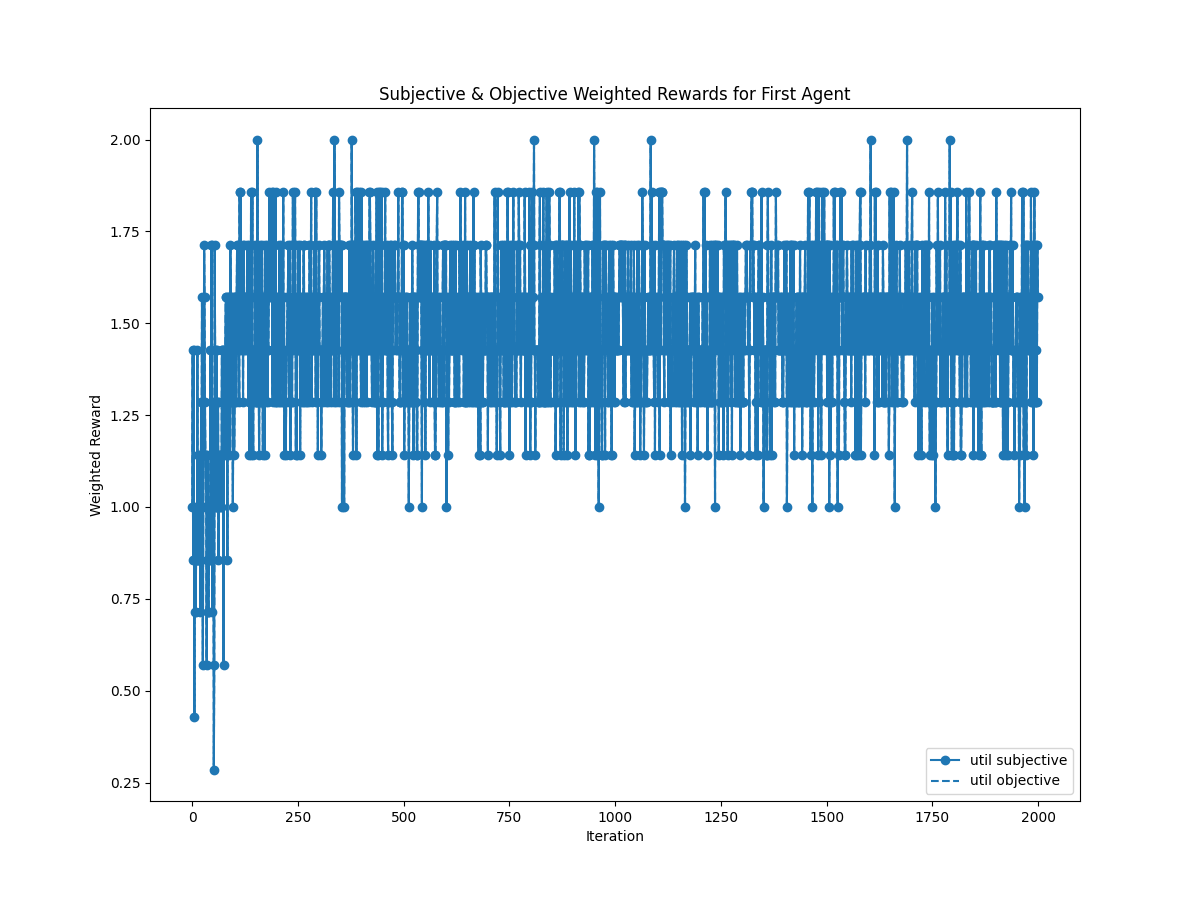 Subjective & Objective Weighted Rewards for First Agent
2.00
1.75
1.50
1.25
1.00
0.75
0.50
0.25
Weighted Reward
util subjective
util objective
0 250 500 750 1000 1250 1500 1750 2000
Iteration